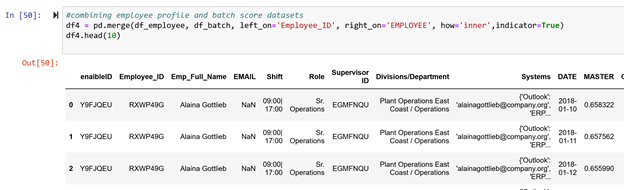 In [50]:
#combining employee profile and batch score datasets
df4 = pd.merge(df_employee, df_batch, left_on='Employee_ID', right_on='EMPLOYEE', how='inner',indicator=True)
df4.head(10)
Out[50]:
enaibleID Employee_ID Emp_Full_Name EMAIL Shift Role Supervisor ID Divisions/Department Systems DATE MASTER
0 Y9FJQEU RXWP49G Alaina Gottlieb NaN 09:00| 17:00 Sr. Operations EGMFNQU Plant Operations East Coast / Operations {'Outlook': 'alainagottlieb@company.org', 'ERP... 2018-01-10 0.658322
1 Y9FJQEU RXWP49G Alaina Gottlieb NaN 09:00| 17:00 Sr. Operations EGMFNQU Plant Operations East Coast / Operations {'Outlook': 'alainagottlieb@company.org', 'ERP... 2018-01-11 0.657562
2 Y9FJQEU RXWP49G Alaina Gottlieb NaN 09:00| 17:00 Sr. Operations EGMFNQU Plant Operations East Coast / Operations {'Outlook': 'alainagottlieb@company.org', 'ERP... 2018-01-12 0.655990